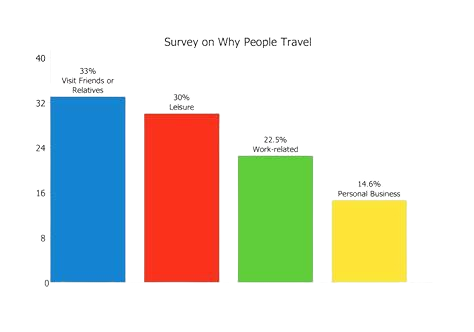 Survey on Why People Travel
40
33%
Visit Friends or
Relatives
32
30%
Leisure
24
22.5%
Work-related
16
14.6%
Personal Business
8
0